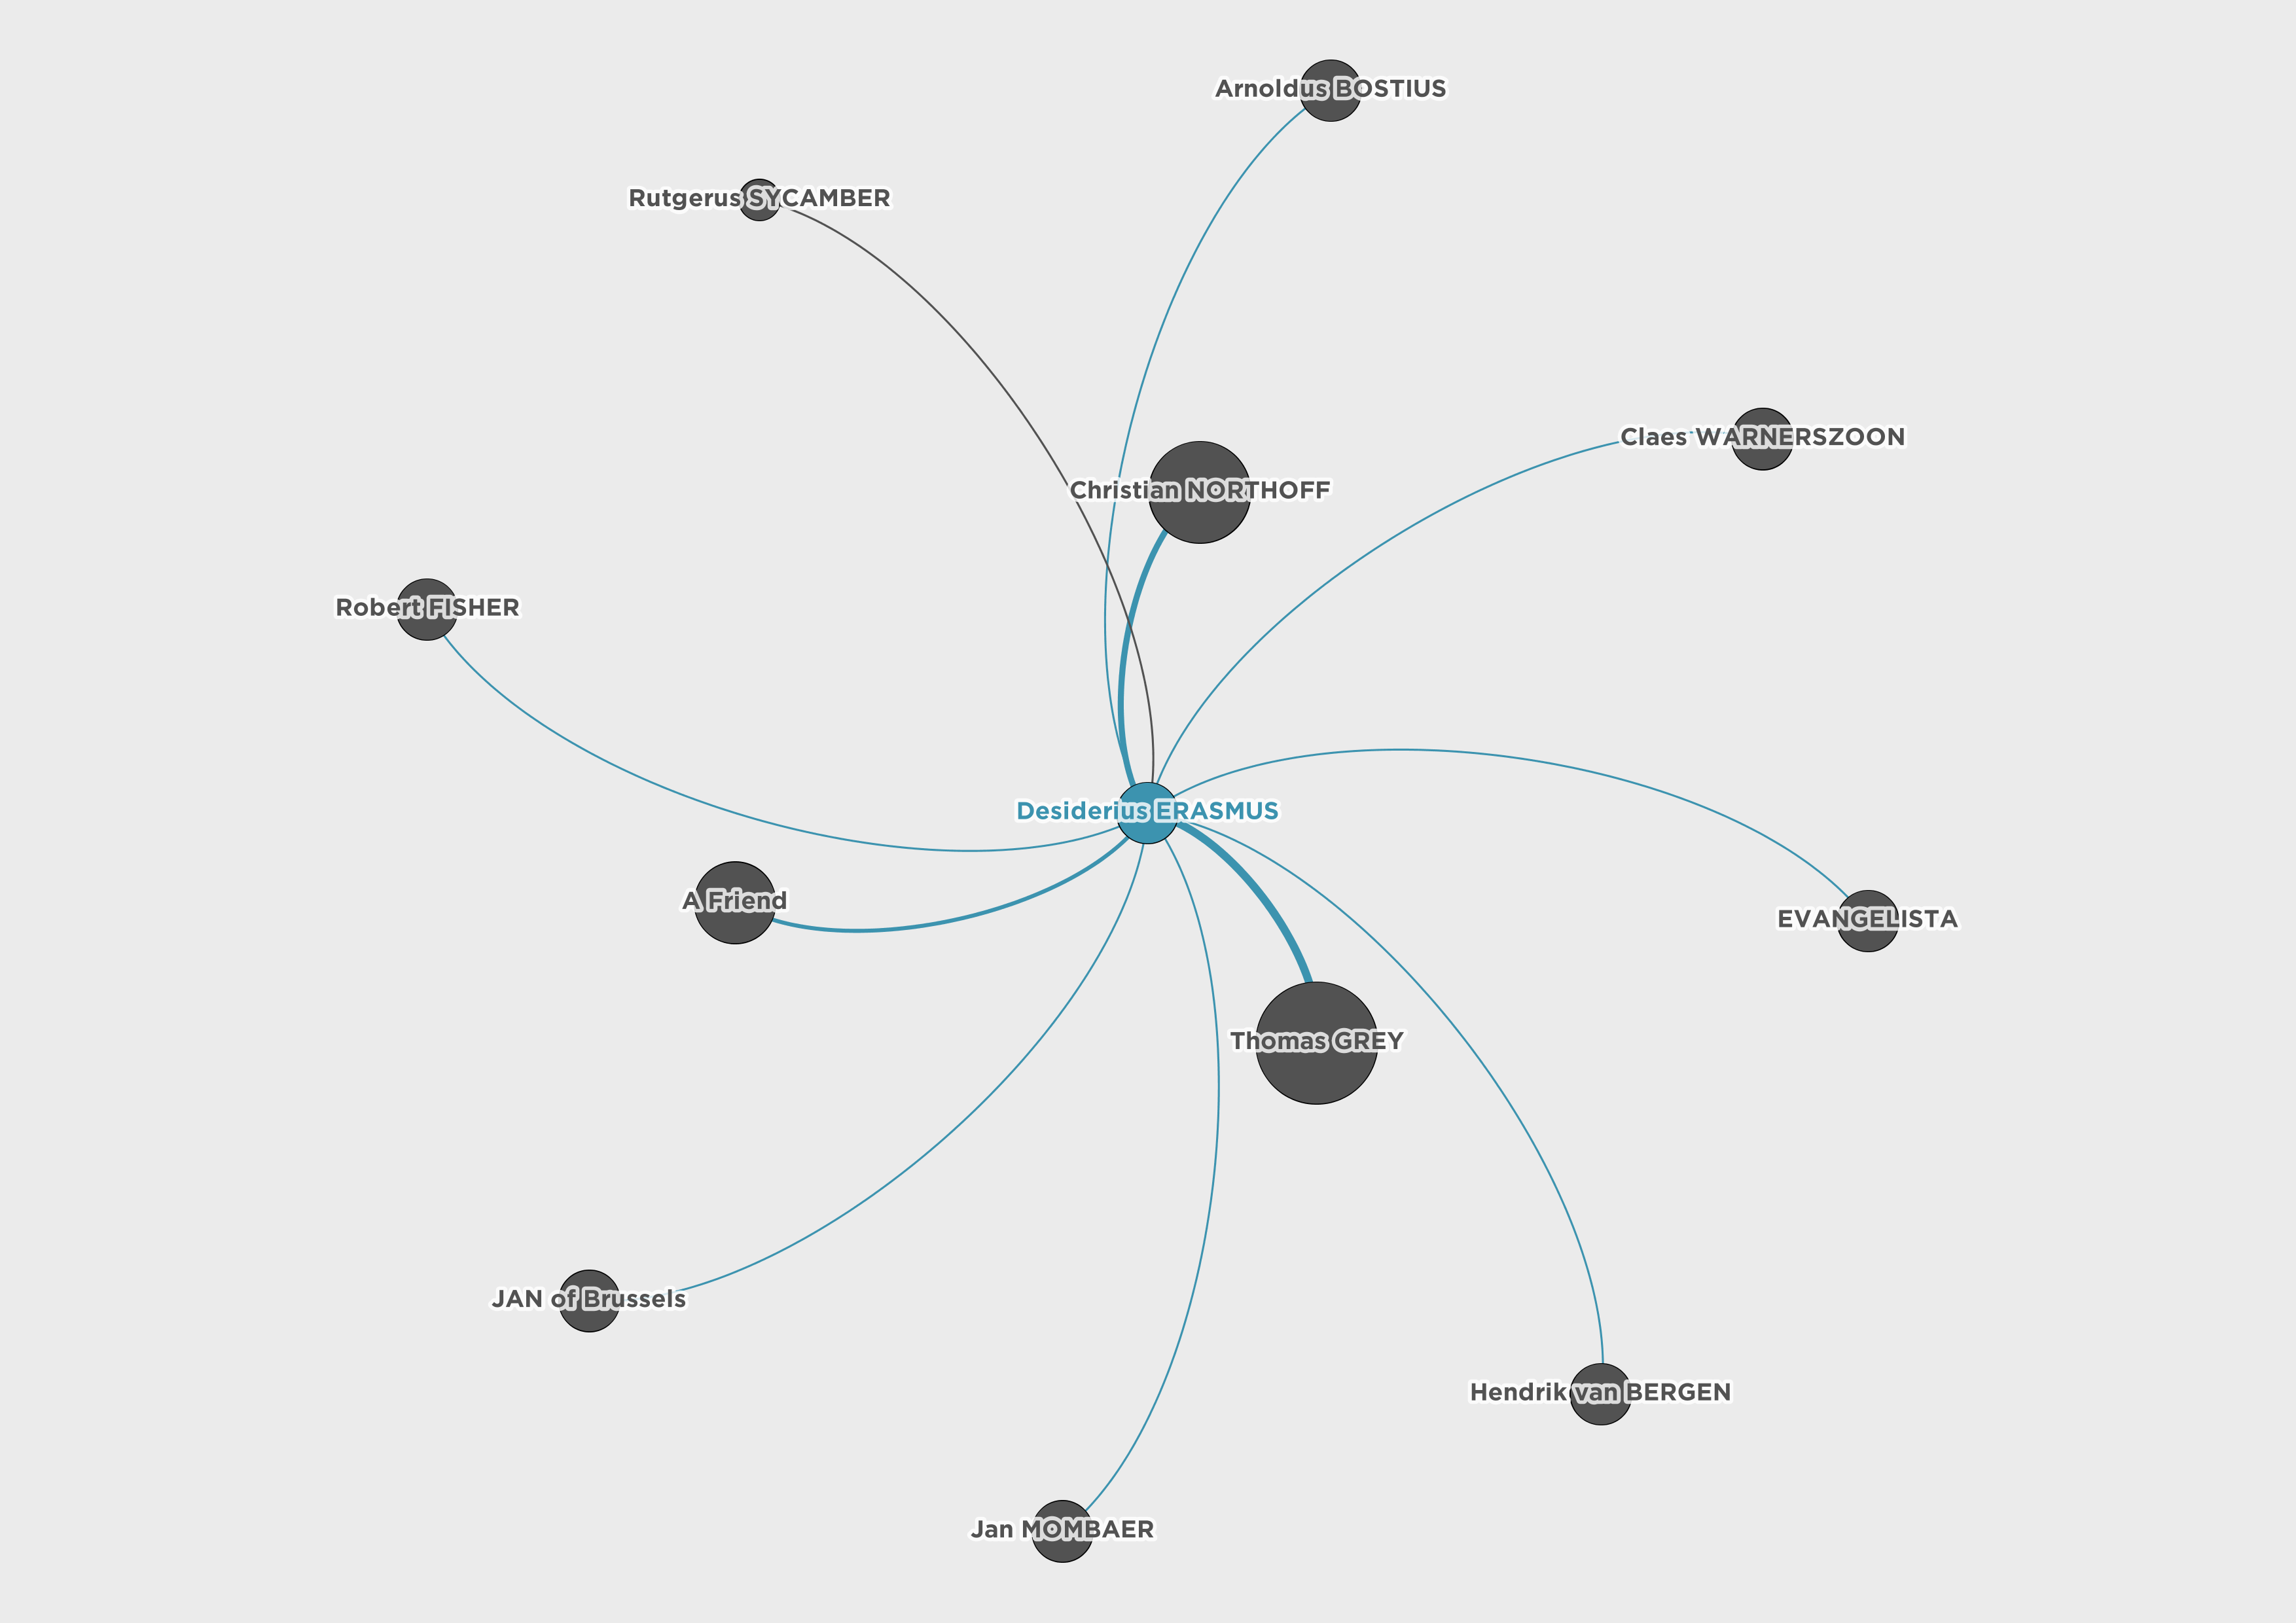 Arnoldus BOSTIUS
Rutgerus SYCAMBER
Claes WARNERSZOON
Christian NORTHOFF
Robert FISHER
Desiderius ERASMUS
A Friend
EVANGELISTA
Thomas GREY
JAN of Brussels
Hendrik van BERGEN
Jan MOMBAER